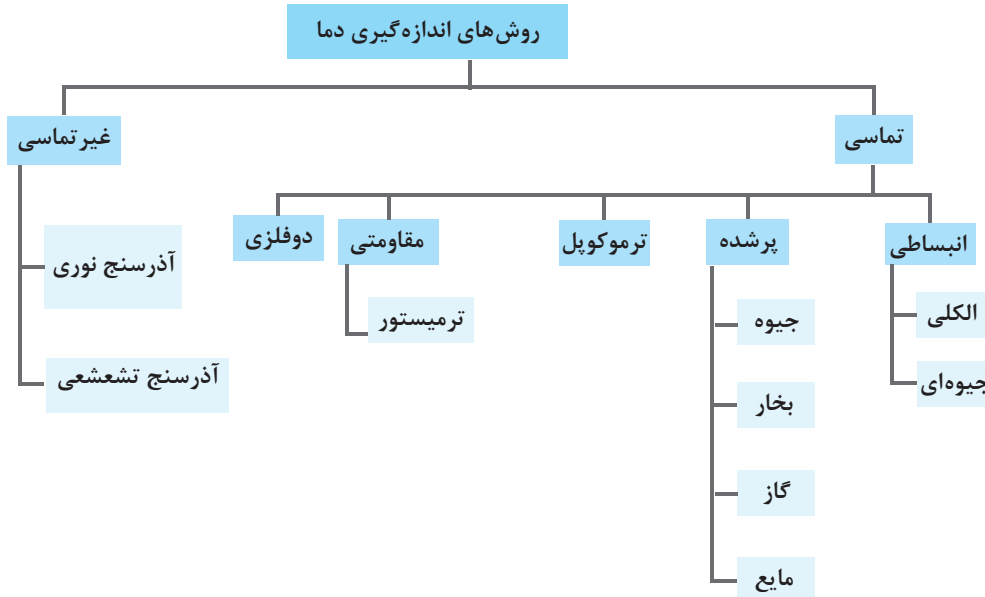 روش‌های اندازه‌گیری دما
تماسی
غیرتماسی
انبساطی
پرشده
ترموکوپل
مقاومتی
دوفلزی
الکلی
جیوه‌ای
جیوه
بخار
گاز
مایع
ترمیستور
آذرسنج نوری
آذرسنج تشعشعی